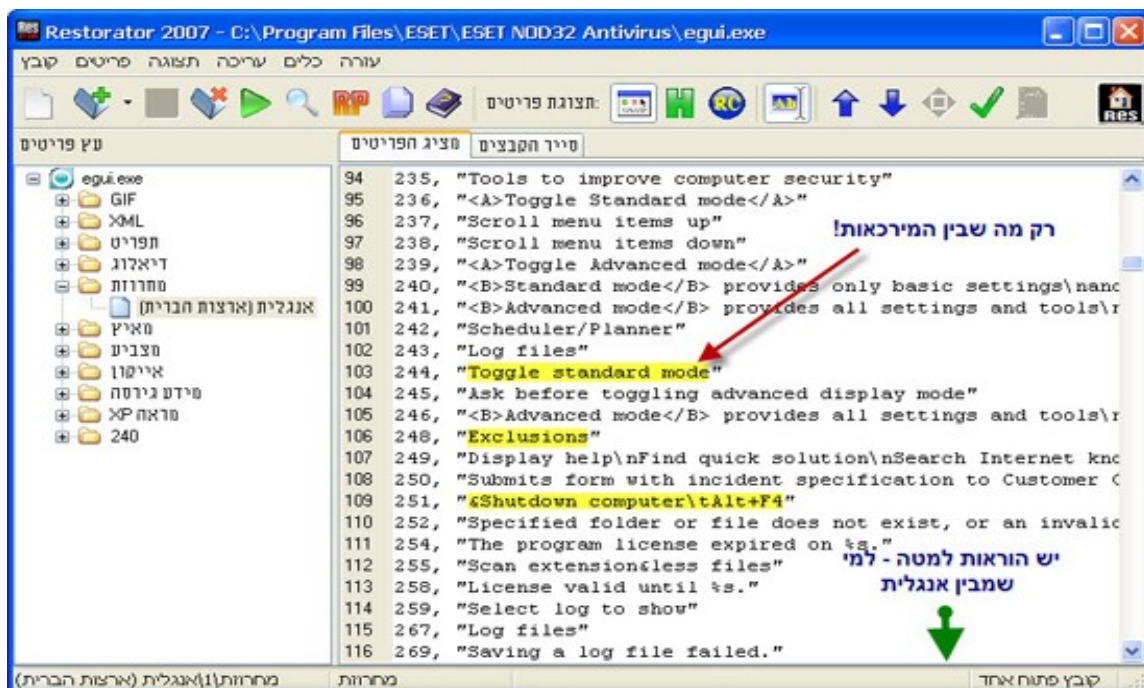 Restorator 2007 - C:\Program Files\ESET\ESET NOD32 Antivirus\egui.exe
קובץ פריטים תצוגה עריכה כלים עזרה
RP תצוגת פריטים: H RC Ab Res
עץ פריטים
מציג הפריטים סייר הקבצים
egui.exe
GIF
XML
תפריט
דיאלוג
מחרוזת
אנגלית (ארצות הברית)
מאיץ
מצביע
אייקון
מידע גירסה
מראה XP
240
94 235, "Tools to improve computer security"
95 236, "<A>Toggle Standard mode</A>"
96 237, "Scroll menu items up"
97 238, "Scroll menu items down"
98 239, "<A>Toggle Advanced mode</A>"
99 240, "<B>Standard mode</B> provides only basic settings\nand
100 241, "<B>Advanced mode</B> provides all settings and tools\r
101 242, "Scheduler/Planner"
102 243, "Log files"
103 244, "Toggle standard mode"
104 245, "Ask before toggling advanced display mode"
105 246, "<B>Advanced mode</B> provides all settings and tools\r
106 248, "Exclusions"
107 249, "Display help\nFind quick solution\nSearch Internet kno
108 250, "Submits form with incident specification to Customer C
109 251, "&Shutdown computer\tAlt+F4"
110 252, "Specified folder or file does not exist, or an invalid
111 254, "The program license expired on %s."
112 255, "Scan extension&less files"
113 258, "License valid until %s."
114 259, "Select log to show"
115 267, "Log files"
116 269, "Saving a log file failed."
רק מה שבין המירכאות!
יש הוראות למטה - למי
שמבין אנגלית
מחרוזת\1\אנגלית (ארצות הברית)
מחרוזת
קובץ פתוח אחד